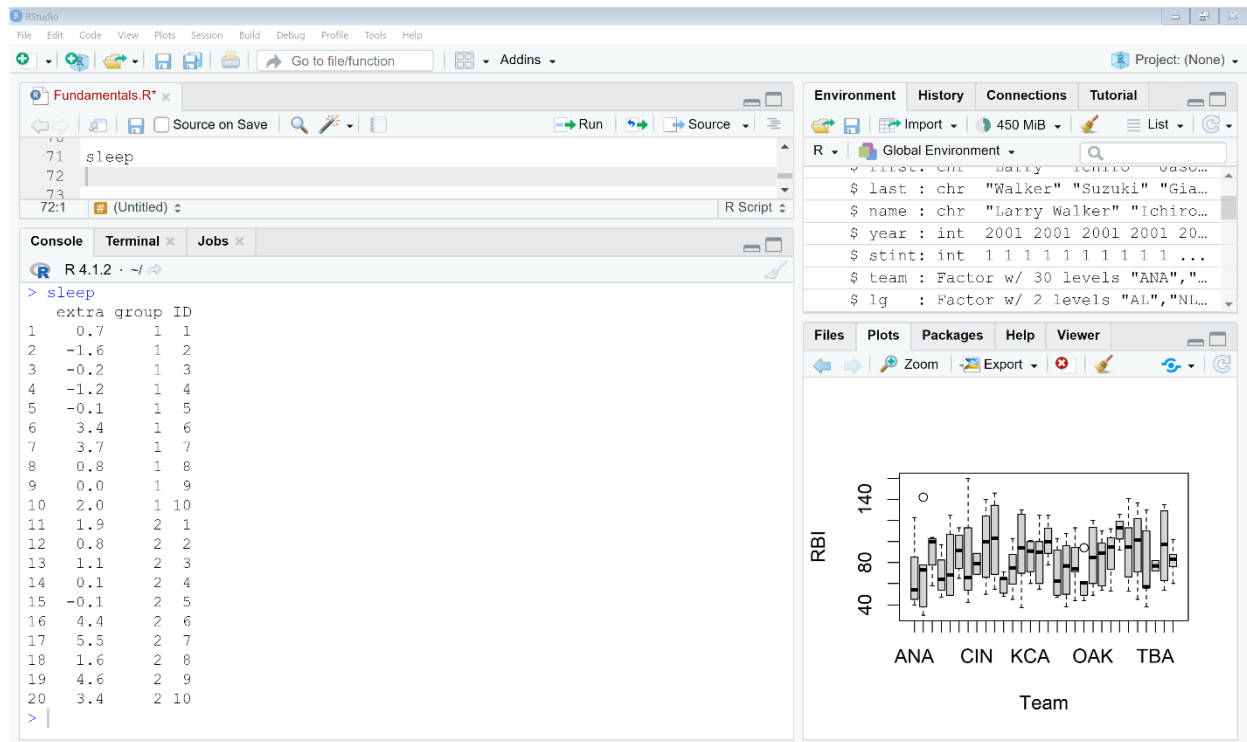 RStudio
File Edit Code View Plots Session Build Debug Profile Tools Help
Go to file/function Addins Project: (None)
Fundamentals.R*
Source on Save Run Source
71 sleep
72
73
72:1 # (Untitled) R Script
Console Terminal Jobs
R 4.1.2 · ~/
> sleep
extra group ID
1 0.7 1 1
2 -1.6 1 2
3 -0.2 1 3
4 -1.2 1 4
5 -0.1 1 5
6 3.4 1 6
7 3.7 1 7
8 0.8 1 8
9 0.0 1 9
10 2.0 1 10
11 1.9 2 1
12 0.8 2 2
13 1.1 2 3
14 0.1 2 4
15 -0.1 2 5
16 4.4 2 6
17 5.5 2 7
18 1.6 2 8
19 4.6 2 9
20 3.4 2 10
>
Environment History Connections Tutorial
Import 450 MiB List
R Global Environment
$ last : chr "Walker" "Suzuki" "Gia…
$ name : chr "Larry Walker" "Ichiro…
$ year : int 2001 2001 2001 2001 20…
$ stint: int 1 1 1 1 1 1 1 1 1 1 ...
$ team : Factor w/ 30 levels "ANA","…
$ lg : Factor w/ 2 levels "AL","NL…
Files Plots Packages Help Viewer
Zoom Export
RBI
140
80
40
ANA CIN KCA OAK TBA
Team